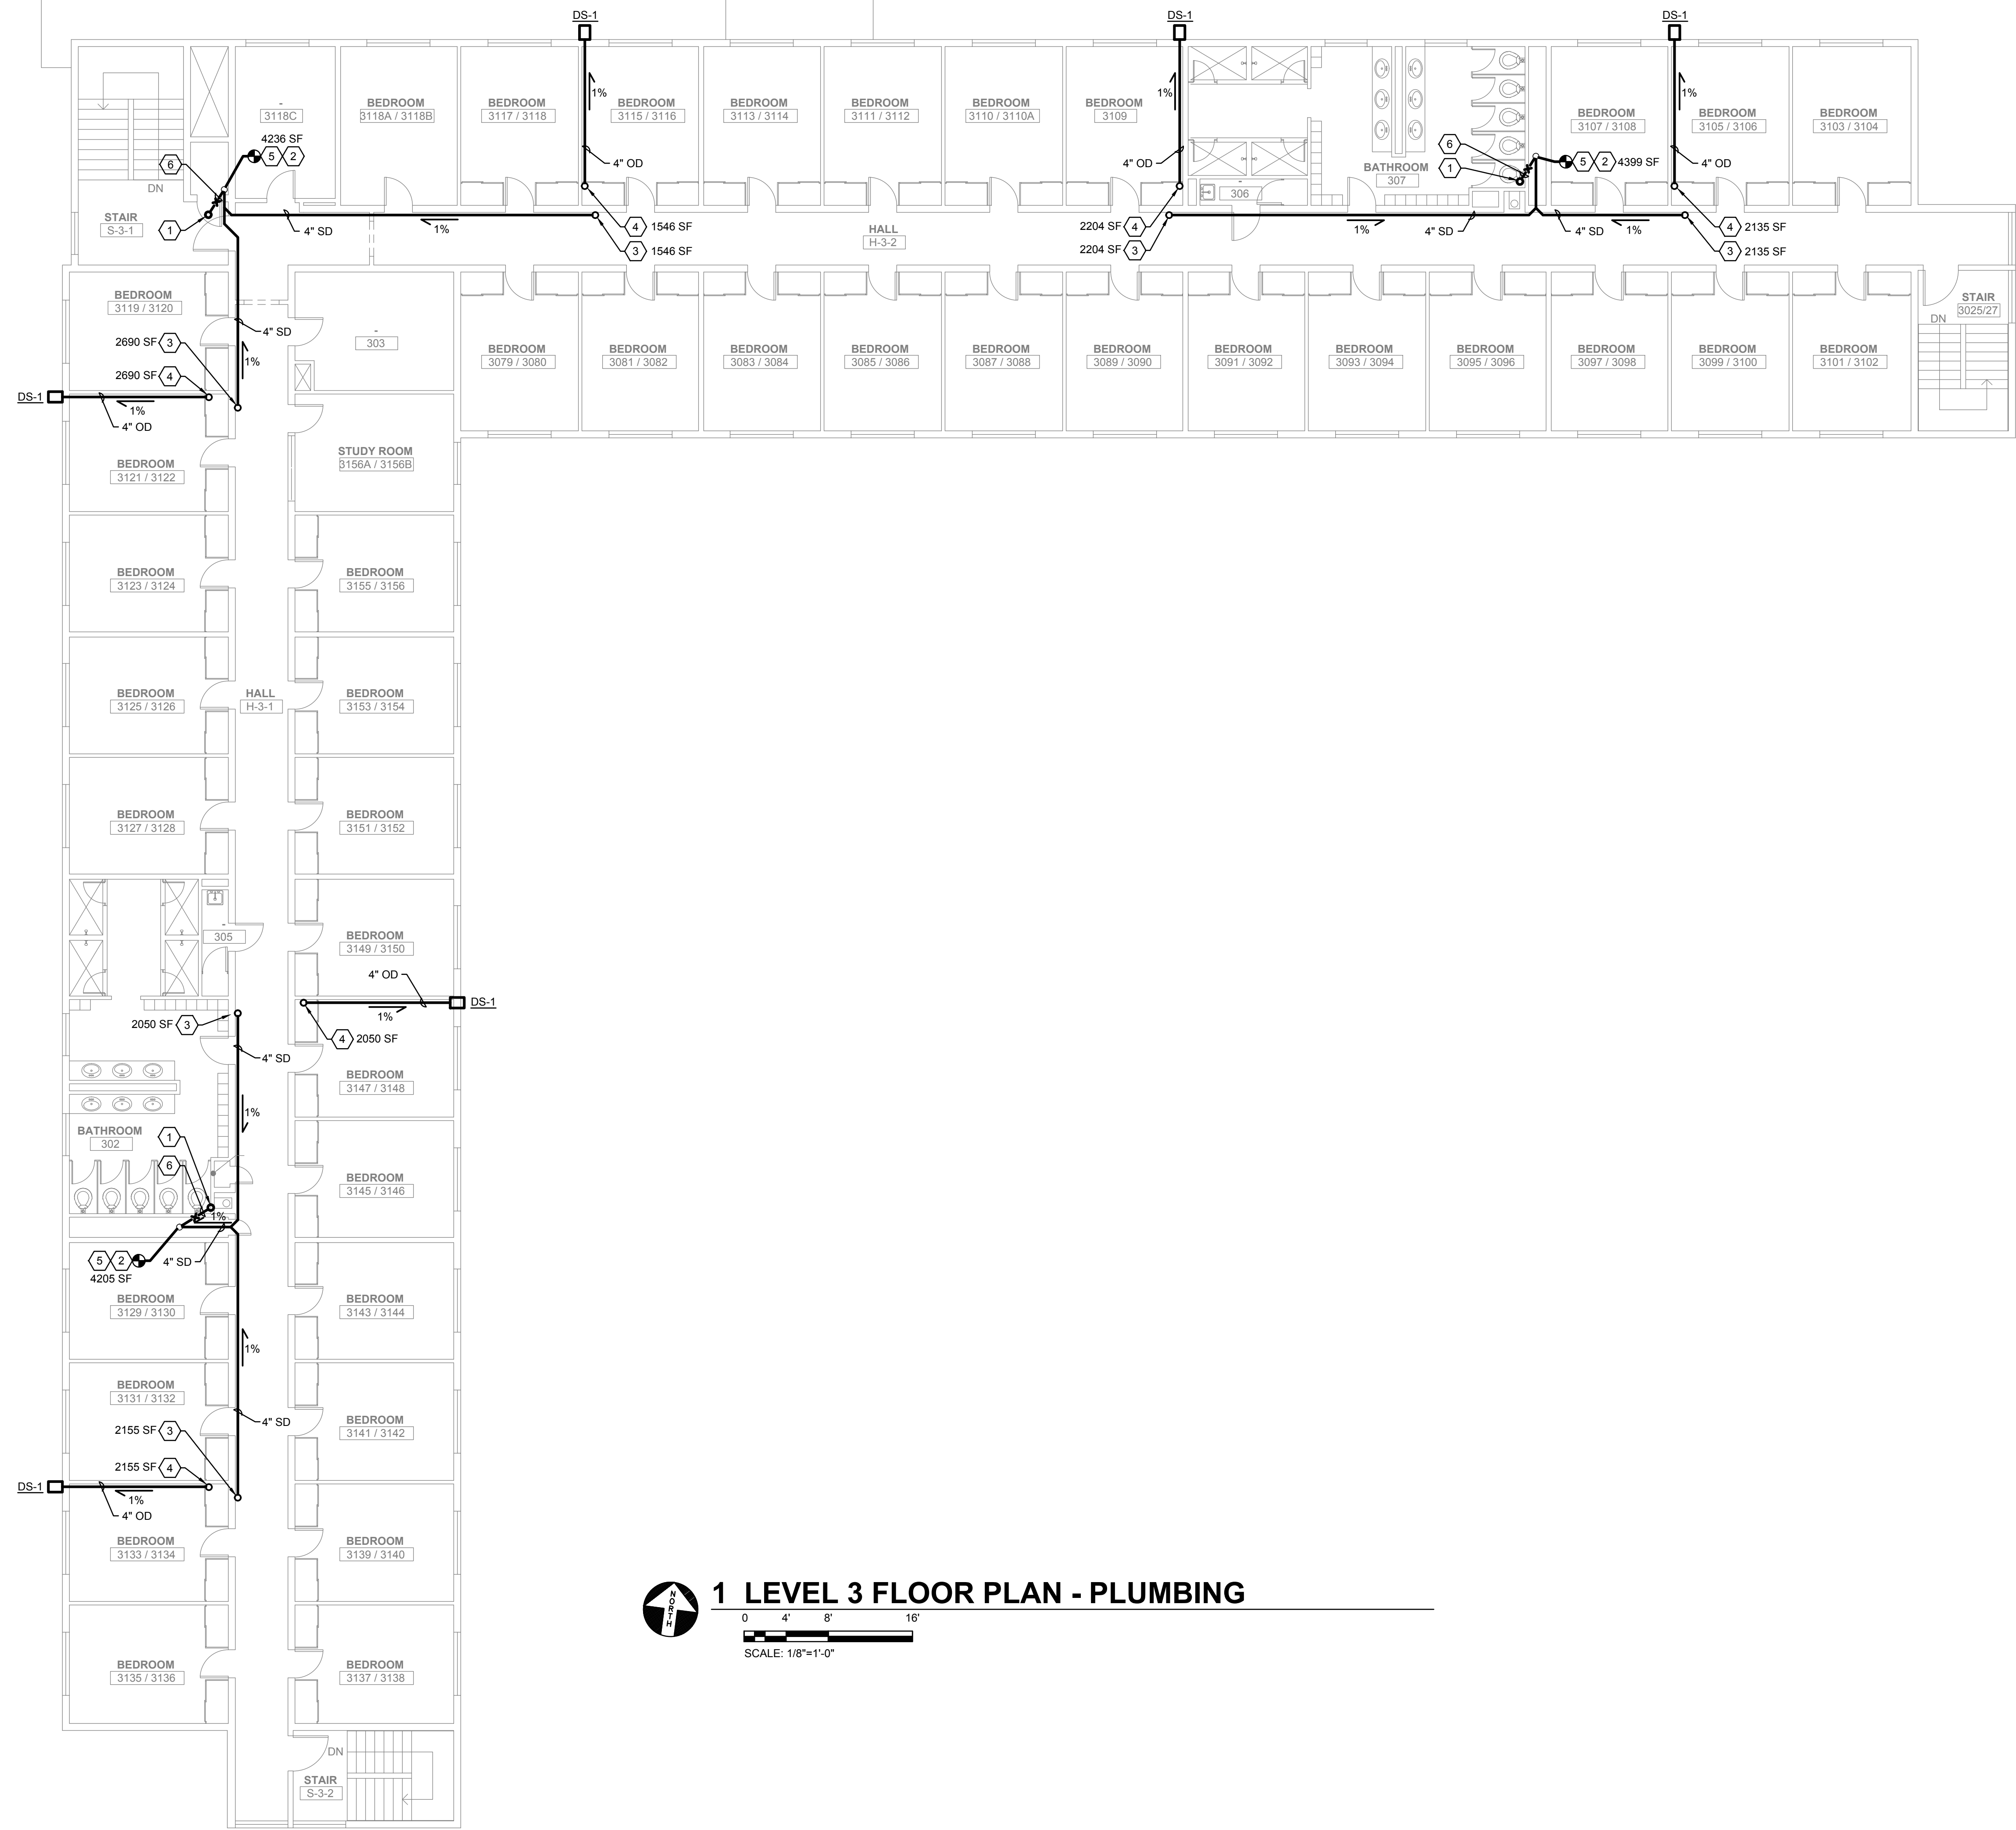 DS-1
DS-1
DS-1
1%
1%
1%
-
3118C
BEDROOM
3118A / 3118B
BEDROOM
3117 / 3118
BEDROOM
3115 / 3116
BEDROOM
3113 / 3114
BEDROOM
3111 / 3112
BEDROOM
3110 / 3110A
BEDROOM
3109
BEDROOM
3107 / 3108
BEDROOM
3105 / 3106
BEDROOM
3103 / 3104
4236 SF
5 2
6
4" OD
4" OD
4" OD
6
1
5 2 4399 SF
BATHROOM
307
-
306
DN
STAIR
S-3-1
1
4" SD
1%
4 1546 SF
3 1546 SF
HALL
H-3-2
2204 SF 4
2204 SF 3
1%
4" SD
4" SD
1%
4 2135 SF
3 2135 SF
BEDROOM
3119 / 3120
4" SD
2690 SF 3
1%
2690 SF 4
DS-1
1%
4" OD
-
303
BEDROOM
3079 / 3080
BEDROOM
3081 / 3082
BEDROOM
3083 / 3084
BEDROOM
3085 / 3086
BEDROOM
3087 / 3088
BEDROOM
3089 / 3090
BEDROOM
3091 / 3092
BEDROOM
3093 / 3094
BEDROOM
3095 / 3096
BEDROOM
3097 / 3098
BEDROOM
3099 / 3100
BEDROOM
3101 / 3102
STAIR
3025/27
DN
BEDROOM
3121 / 3122
STUDY ROOM
3156A / 3156B
BEDROOM
3123 / 3124
BEDROOM
3155 / 3156
BEDROOM
3125 / 3126
HALL
H-3-1
BEDROOM
3153 / 3154
BEDROOM
3127 / 3128
BEDROOM
3151 / 3152
-
305
BEDROOM
3149 / 3150
4" OD
DS-1
1%
2050 SF 3
4 2050 SF
4" SD
BEDROOM
3147 / 3148
1%
BATHROOM
302
1
6
BEDROOM
3145 / 3146
1%
5 2
4" SD
4205 SF
BEDROOM
3129 / 3130
BEDROOM
3143 / 3144
1%
BEDROOM
3131 / 3132
4" SD
BEDROOM
3141 / 3142
2155 SF 3
2155 SF 4
DS-1
1%
4" OD
BEDROOM
3133 / 3134
BEDROOM
3139 / 3140
BEDROOM
3135 / 3136
BEDROOM
3137 / 3138
DN
STAIR
S-3-2
NORTH
1 LEVEL 3 FLOOR PLAN - PLUMBING
0 4' 8' 16'
SCALE: 1/8"=1'-0"